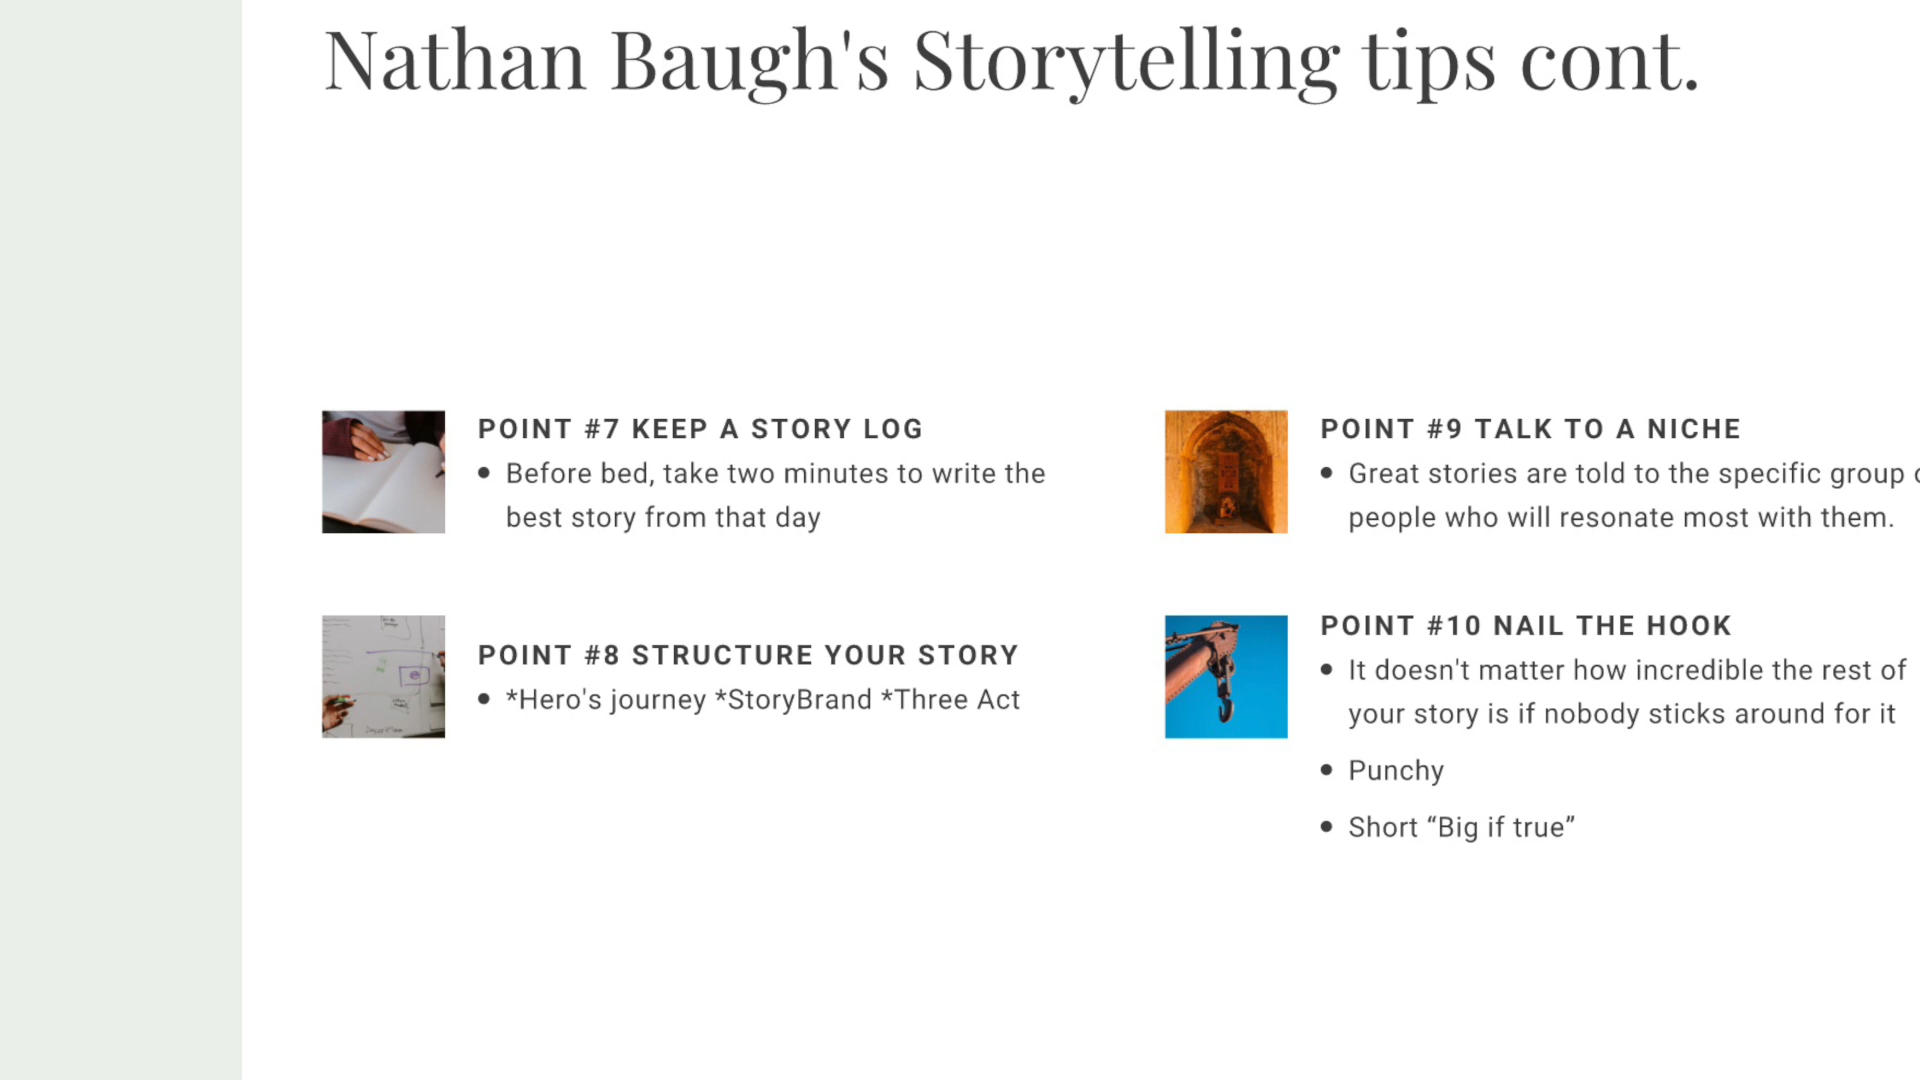 Nathan Baugh's Storytelling tips cont.
POINT #7 KEEP A STORY LOG
• Before bed, take two minutes to write the
best story from that day
POINT #8 STRUCTURE YOUR STORY
• *Hero's journey *StoryBrand *Three Act
POINT #9 TALK TO A NICHE
• Great stories are told to the specific group
people who will resonate most with them.
POINT #10 NAIL THE HOOK
• It doesn't matter how incredible the rest of
your story is if nobody sticks around for it
• Punchy
• Short “Big if true”